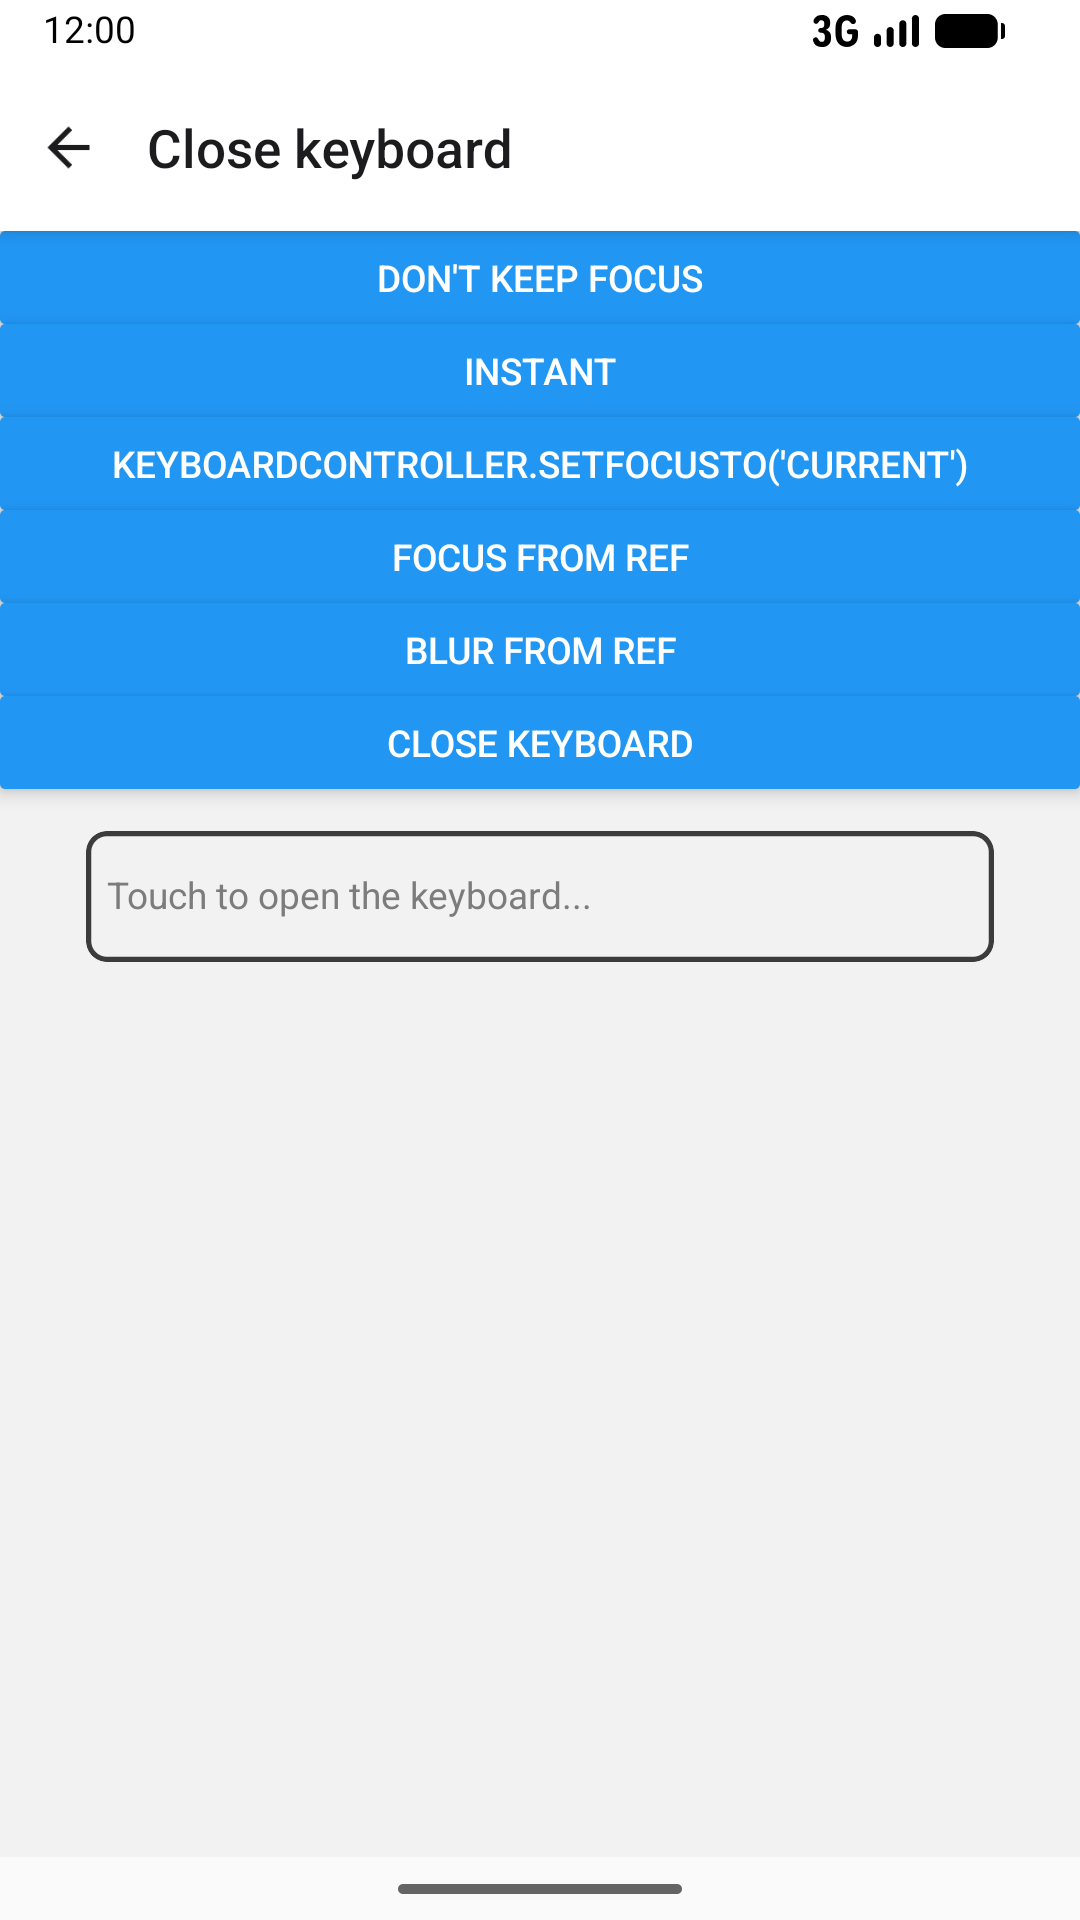 12:00
3G
Close keyboard
DON'T KEEP FOCUS
INSTANT
KEYBOARDCONTROLLER.SETFOCUSTO('CURRENT')
FOCUS FROM REF
BLUR FROM REF
CLOSE KEYBOARD
Touch to open the keyboard...